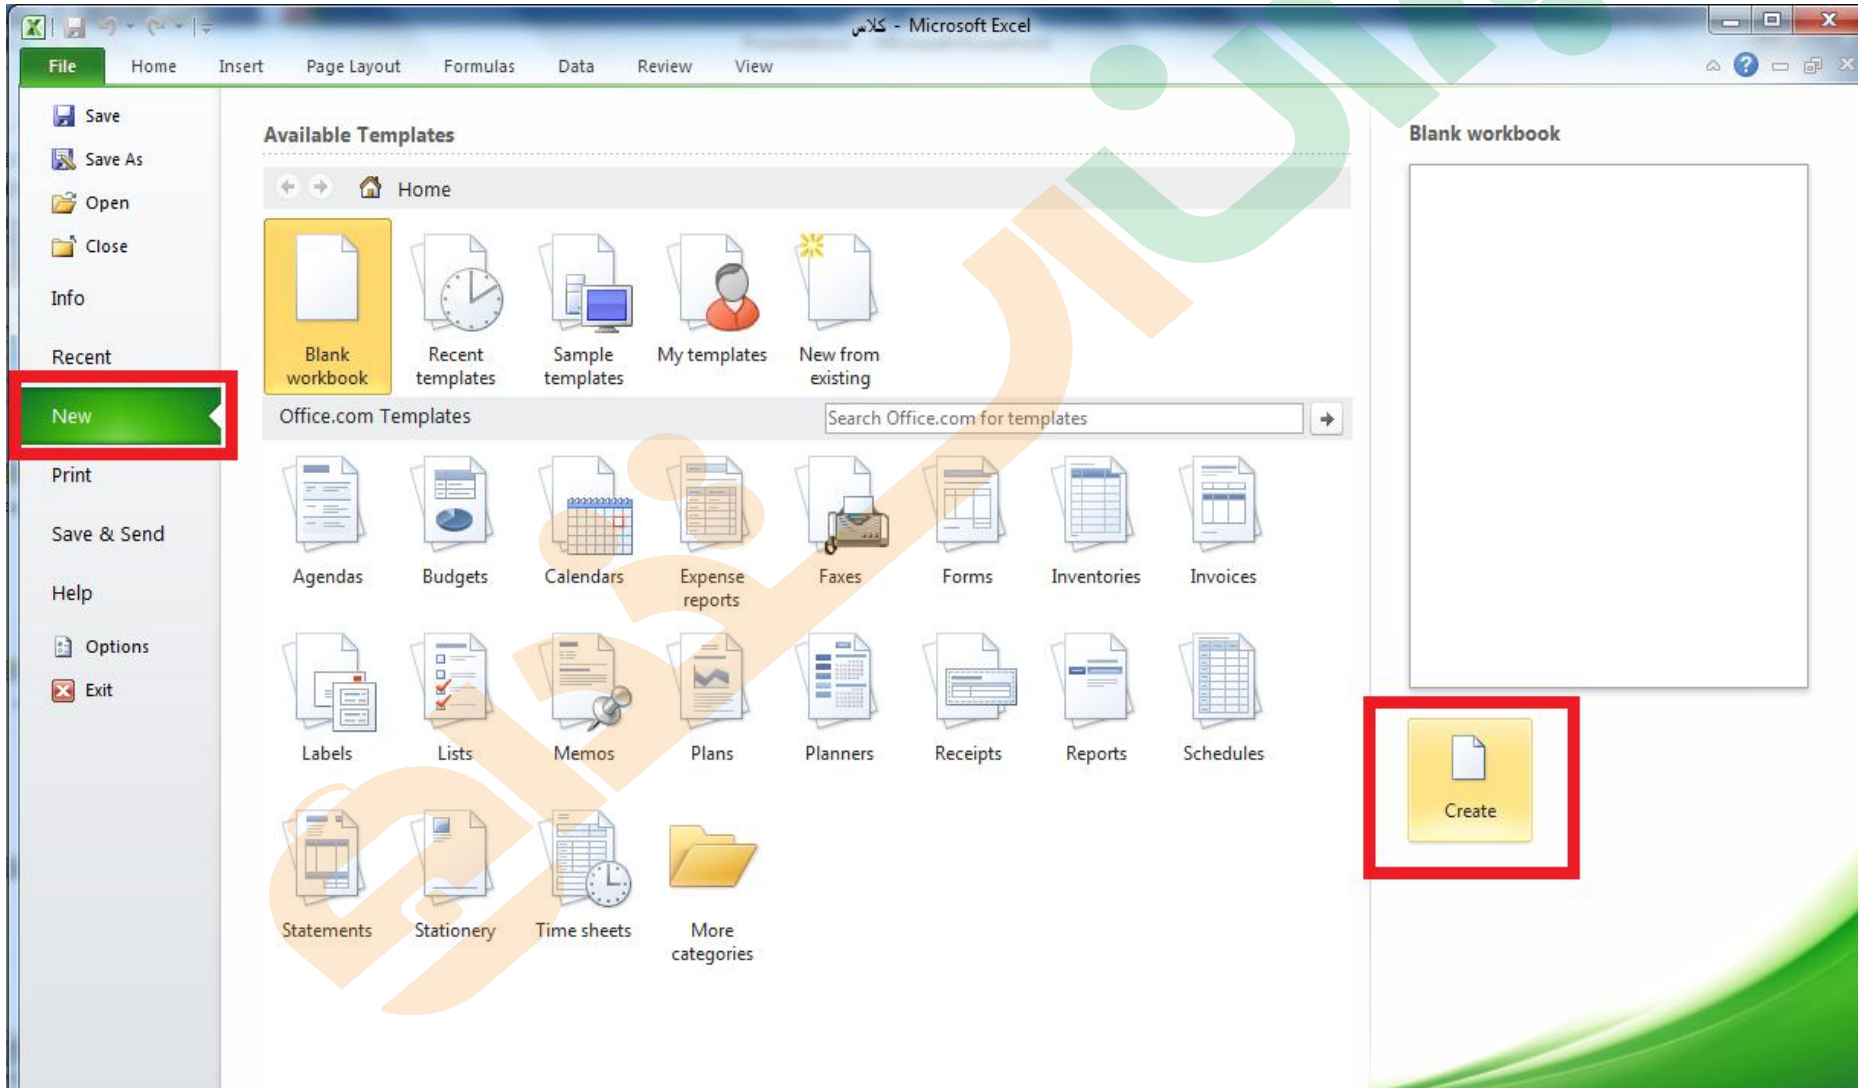 کلاس - Microsoft Excel
File Home Insert Page Layout Formulas Data Review View
Save
Save As
Open
Close
Info
Recent
New
Print
Save & Send
Help
Options
Exit
Available Templates
Home
Blank workbook
Recent templates
Sample templates
My templates
New from existing
Office.com Templates
Search Office.com for templates
Agendas
Budgets
Calendars
Expense reports
Faxes
Forms
Inventories
Invoices
Labels
Lists
Memos
Plans
Planners
Receipts
Reports
Schedules
Statements
Stationery
Time sheets
More categories
Blank workbook
Create